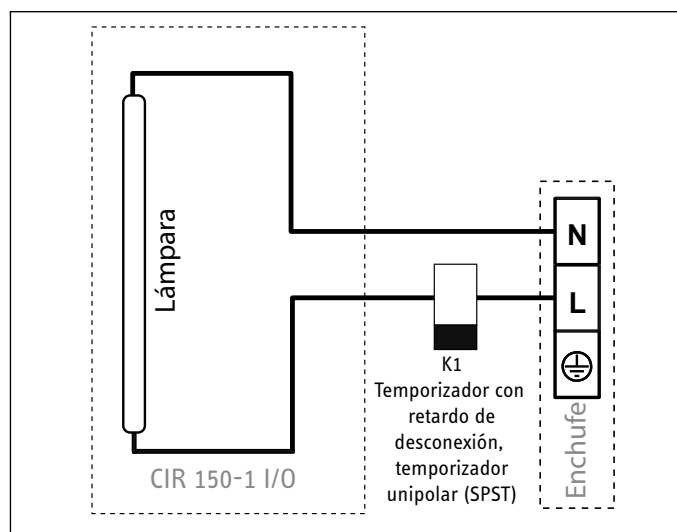 Lámpara
CIR 150-1 I/O
N
L
K1
Temporizador con
retardo de
desconexión,
temporizador
unipolar (SPST)
Enchufe